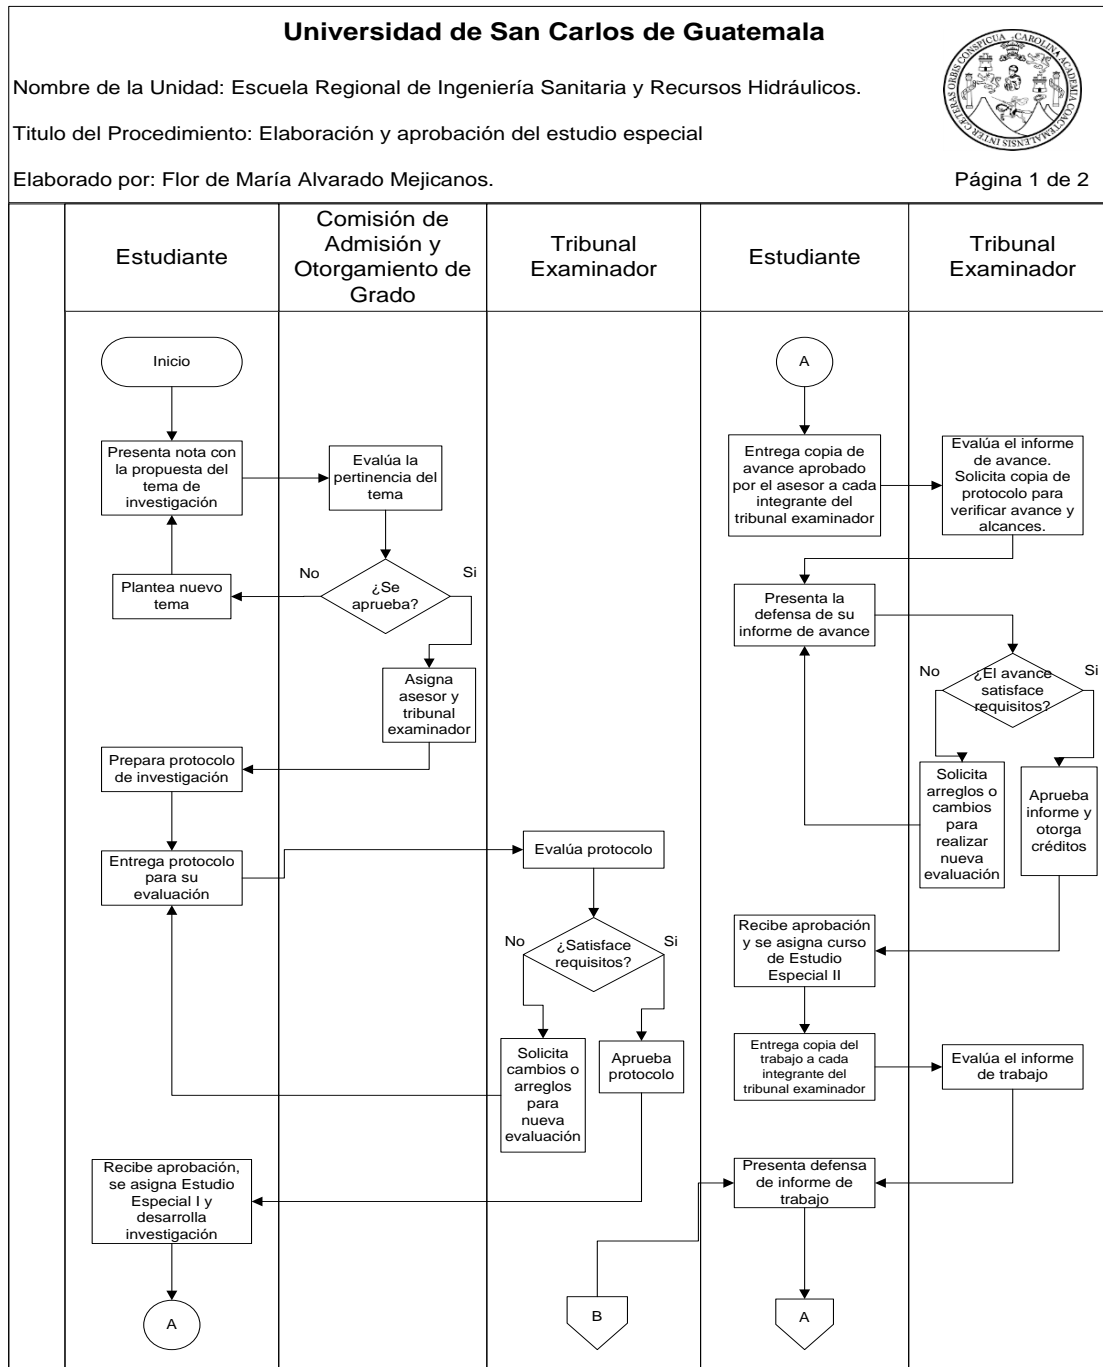 Universidad de San Carlos de Guatemala
Nombre de la Unidad: Escuela Regional de Ingeniería Sanitaria y Recursos Hidráulicos.
Titulo del Procedimiento: Elaboración y aprobación del estudio especial
Elaborado por: Flor de María Alvarado Mejicanos.
Página 1 de 2
CAROLINA ACADEMIA COACTEMALENSIS INTER CÆTERAS ORBIS CONSPICUA
Estudiante
Comisión de
Admisión y
Otorgamiento de
Grado
Tribunal
Examinador
Estudiante
Tribunal
Examinador
Inicio
Presenta nota con
la propuesta del
tema de
investigación
Evalúa la
pertinencia del
tema
¿Se
aprueba?
No
Si
Plantea nuevo
tema
Asigna
asesor y
tribunal
examinador
Prepara protocolo
de investigación
Entrega protocolo
para su
evaluación
Evalúa protocolo
¿Satisface
requisitos?
No
Si
Solicita
cambios o
arreglos
para
nueva
evaluación
Aprueba
protocolo
Recibe aprobación,
se asigna Estudio
Especial I y
desarrolla
investigación
A
A
Entrega copia de
avance aprobado
por el asesor a cada
integrante del
tribunal examinador
Evalúa el informe
de avance.
Solicita copia de
protocolo para
verificar avance y
alcances.
Presenta la
defensa de su
informe de avance
¿El avance
satisface
requisitos?
No
Si
Solicita
arreglos o
cambios
para
realizar
nueva
evaluación
Aprueba
informe y
otorga
créditos
Recibe aprobación
y se asigna curso
de Estudio
Especial II
Entrega copia del
trabajo a cada
integrante del
tribunal examinador
Evalúa el informe
de trabajo
Presenta defensa
de informe de
trabajo
B
A